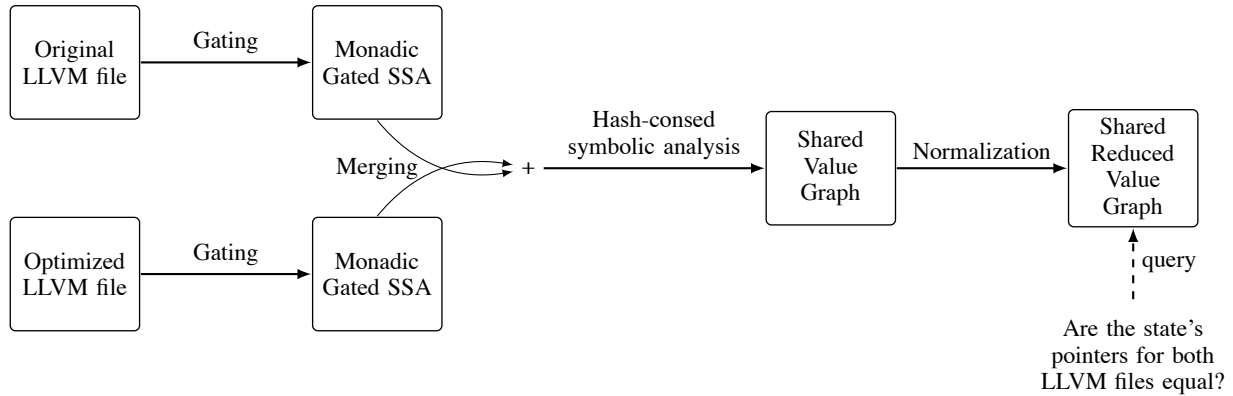 Original
LLVM file
Gating
Monadic
Gated SSA
Merging
+
Hash-consed
symbolic analysis
Shared
Value
Graph
Normalization
Shared
Reduced
Value
Graph
Optimized
LLVM file
Gating
Monadic
Gated SSA
query
Are the state's
pointers for both
LLVM files equal?